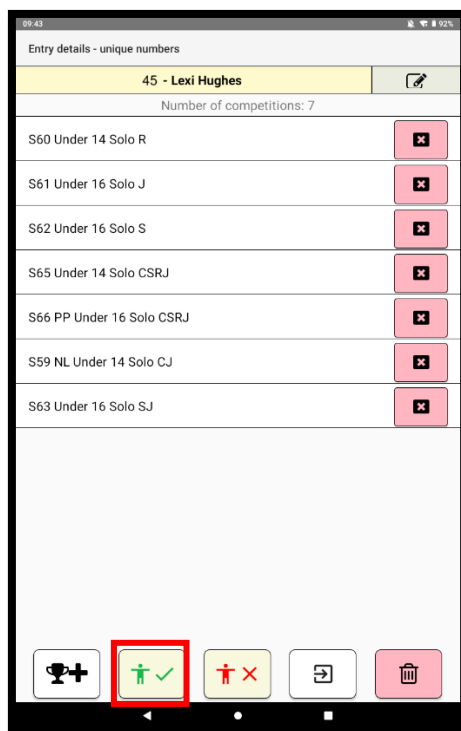 09:43 92%
Entry details - unique numbers
45 - Lexi Hughes
Number of competitions: 7
S60 Under 14 Solo R
S61 Under 16 Solo J
S62 Under 16 Solo S
S65 Under 14 Solo CSRJ
S66 PP Under 16 Solo CSRJ
S59 NL Under 14 Solo CJ
S63 Under 16 Solo SJ